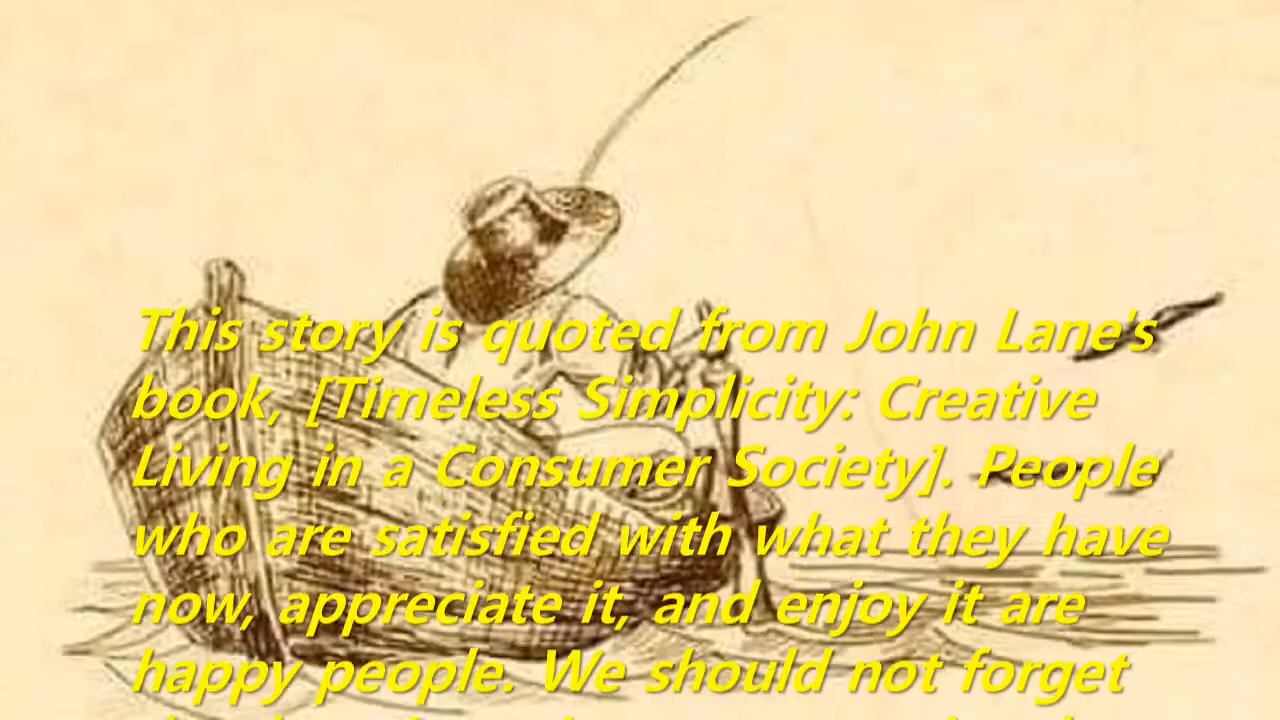 This story is quoted from John Lane's
book, [Timeless Simplicity: Creative
Living in a Consumer Society]. People
who are satisfied with what they have
now, appreciate it, and enjoy it are
happy people. We should not forget